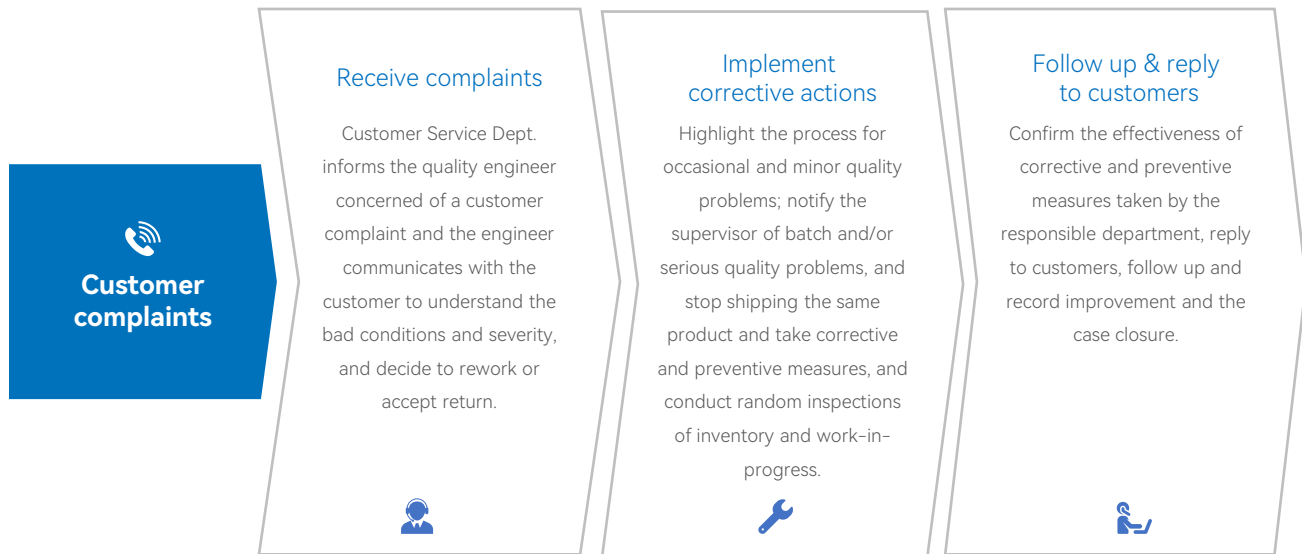 Customer
complaints
Receive complaints
Customer Service Dept.
informs the quality engineer
concerned of a customer
complaint and the engineer
communicates with the
customer to understand the
bad conditions and severity,
and decide to rework or
accept return.
Implement
corrective actions
Highlight the process for
occasional and minor quality
problems; notify the
supervisor of batch and/or
serious quality problems, and
stop shipping the same
product and take corrective
and preventive measures, and
conduct random inspections
of inventory and work-in-
progress.
Follow up & reply
to customers
Confirm the effectiveness of
corrective and preventive
measures taken by the
responsible department, reply
to customers, follow up and
record improvement and the
case closure.